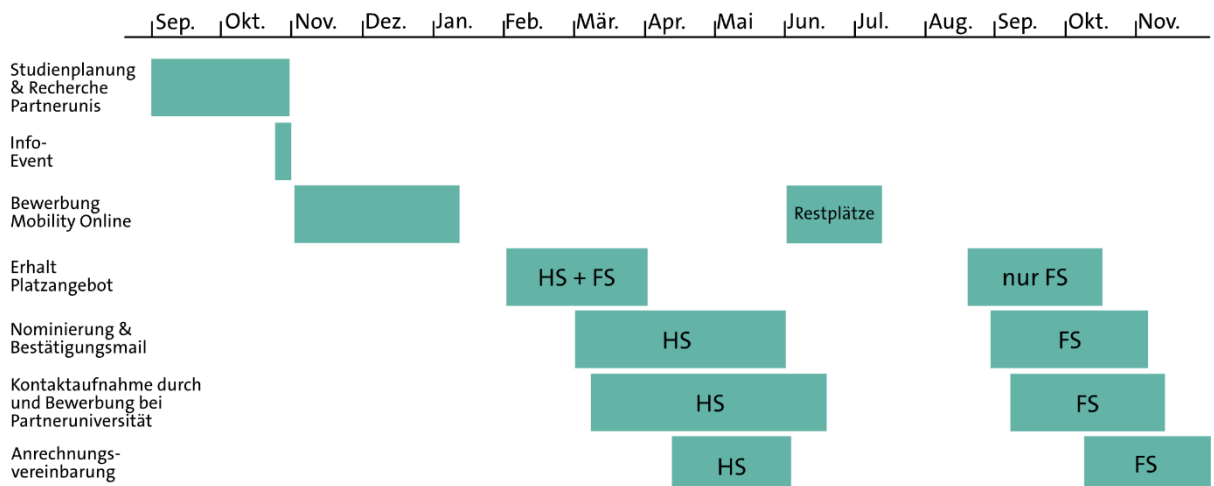 Sep. Okt. Nov. Dez. Jan. Feb. Mär. Apr. Mai Jun. Jul. Aug. Sep. Okt. Nov.
Studienplanung
& Recherche
Partnerunis
Info-
Event
Bewerbung
Mobility Online
Restplätze
Erhalt
Platzangebot
HS + FS
nur FS
Nominierung &
Bestätigungsmail
HS
FS
Kontaktaufnahme durch
und Bewerbung bei
Partneruniversität
HS
FS
Anrechnungs-
vereinbarung
HS
FS